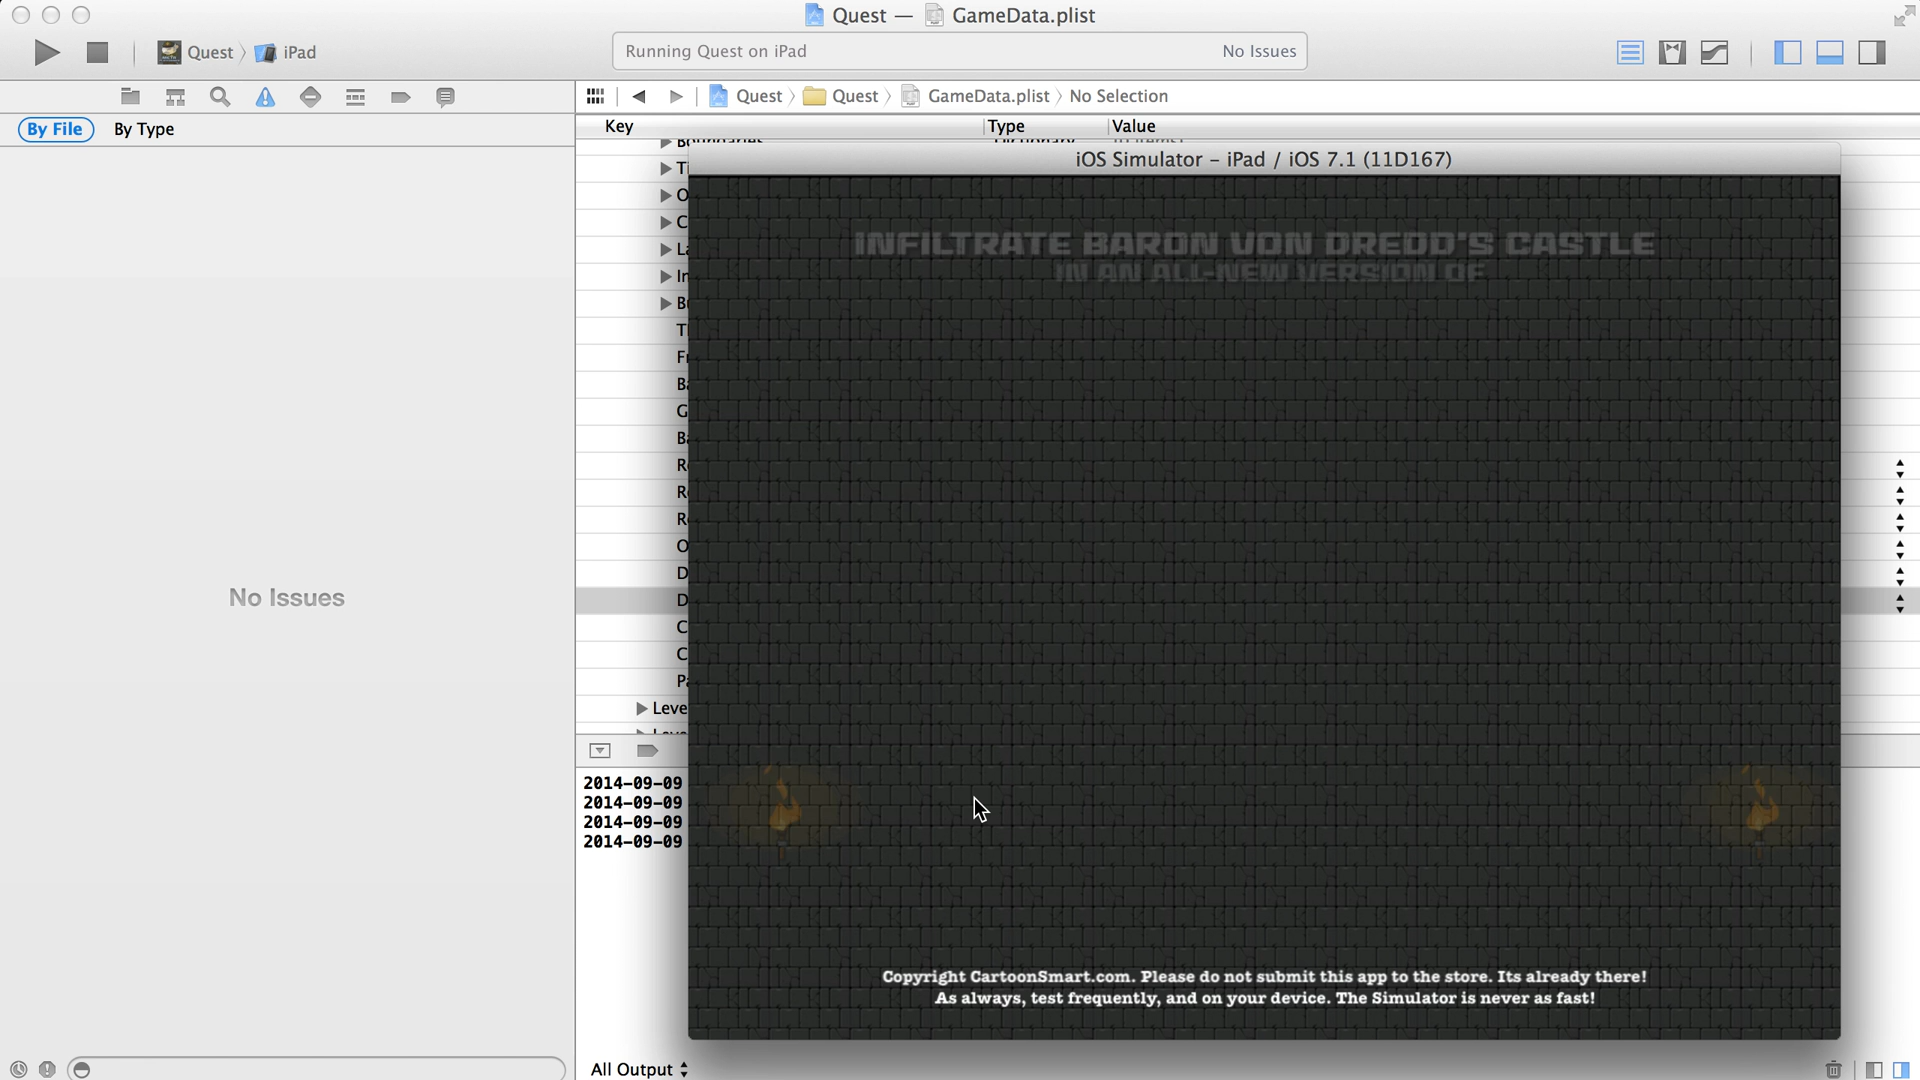 Quest — GameData.plist
Quest iPad
Running Quest on iPad No Issues
Quest Quest GameData.plist No Selection
By File By Type
Key Type Value
iOS Simulator – iPad / iOS 7.1 (11D167)
INFILTRATE BARON VON DREDD'S CASTLE
IN AN ALL-NEW VERSION OF
No Issues
Leve
2014-09-09
2014-09-09
2014-09-09
2014-09-09
Copyright CartoonSmart.com. Please do not submit this app to the store. Its already there!
As always, test frequently, and on your device. The Simulator is never as fast!
All Output